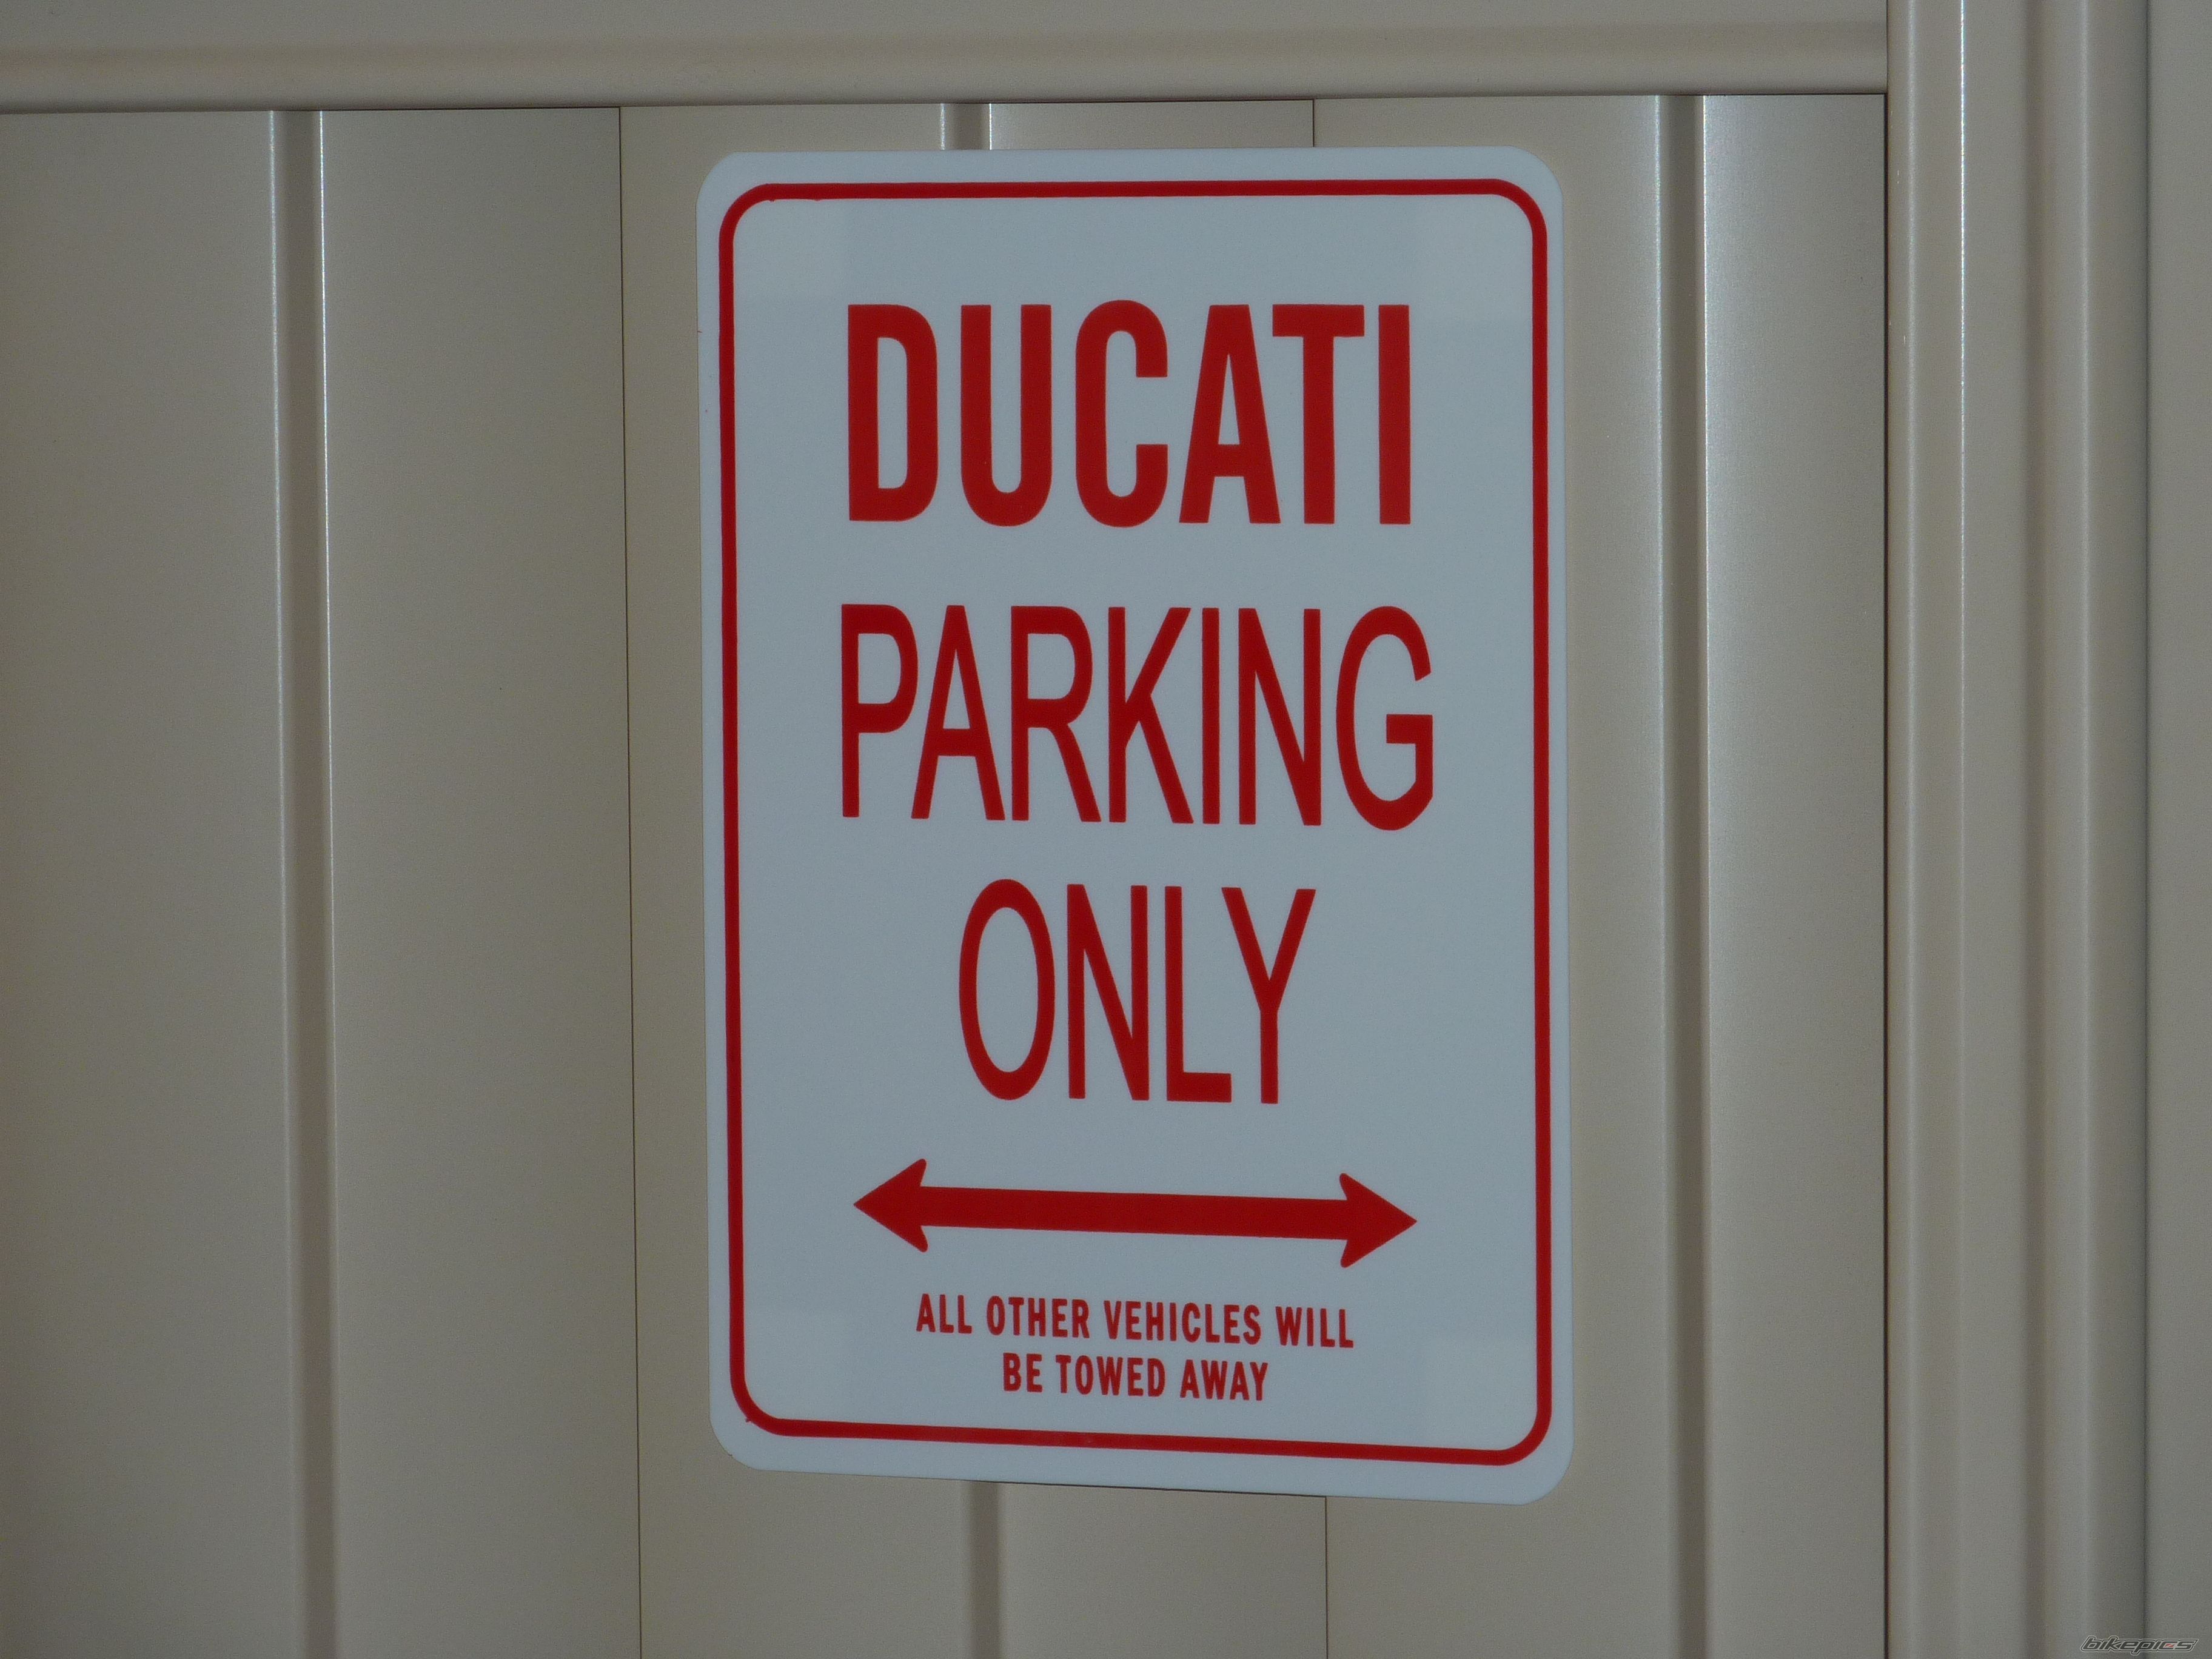 DUCATI
PARKING
ONLY
ALL OTHER VEHICLES WILL
BE TOWED AWAY
bikepics